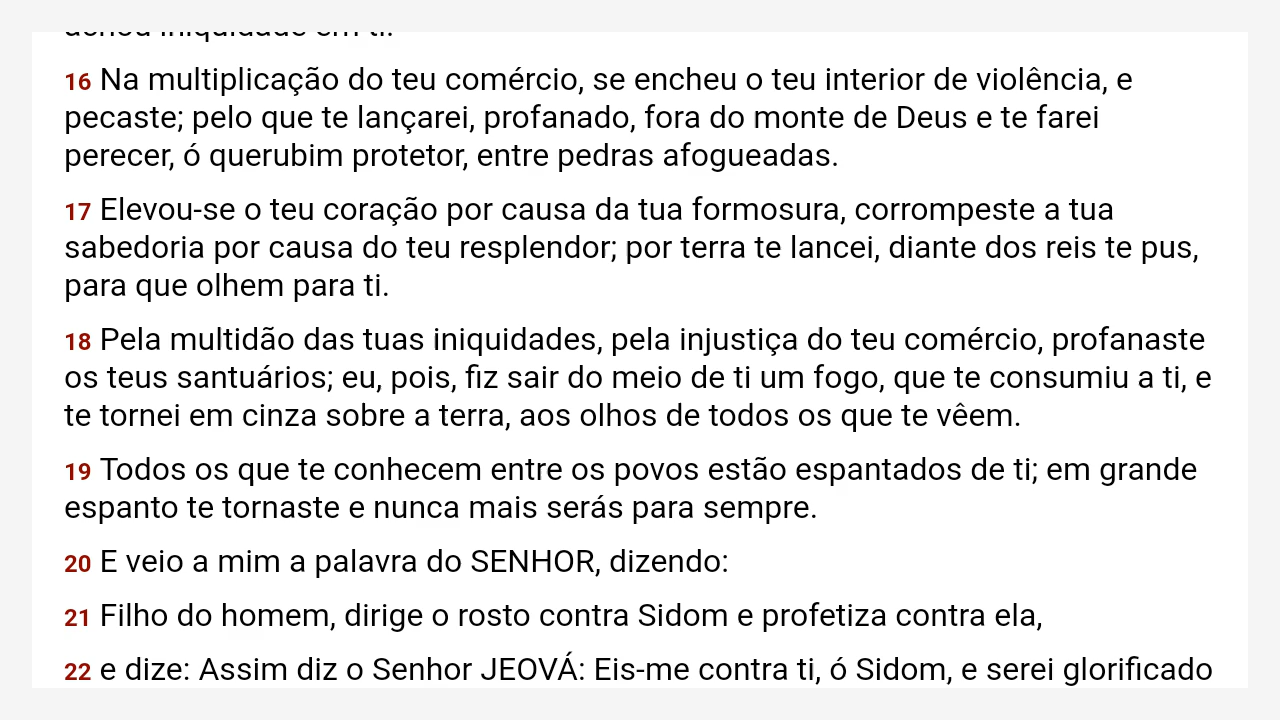 achou iniquidade em ti.
16 Na multiplicação do teu comércio, se encheu o teu interior de violência, e
pecaste; pelo que te lançarei, profanado, fora do monte de Deus e te farei
perecer, ó querubim protetor, entre pedras afogueadas.
17 Elevou-se o teu coração por causa da tua formosura, corrompeste a tua
sabedoria por causa do teu resplendor; por terra te lancei, diante dos reis te pus,
para que olhem para ti.
18 Pela multidão das tuas iniquidades, pela injustiça do teu comércio, profanaste
os teus santuários; eu, pois, fiz sair do meio de ti um fogo, que te consumiu a ti, e
te tornei em cinza sobre a terra, aos olhos de todos os que te vêem.
19 Todos os que te conhecem entre os povos estão espantados de ti; em grande
espanto te tornaste e nunca mais serás para sempre.
20 E veio a mim a palavra do SENHOR, dizendo:
21 Filho do homem, dirige o rosto contra Sidom e profetiza contra ela,
22 e dize: Assim diz o Senhor JEOVÁ: Eis-me contra ti, ó Sidom, e serei glorificado